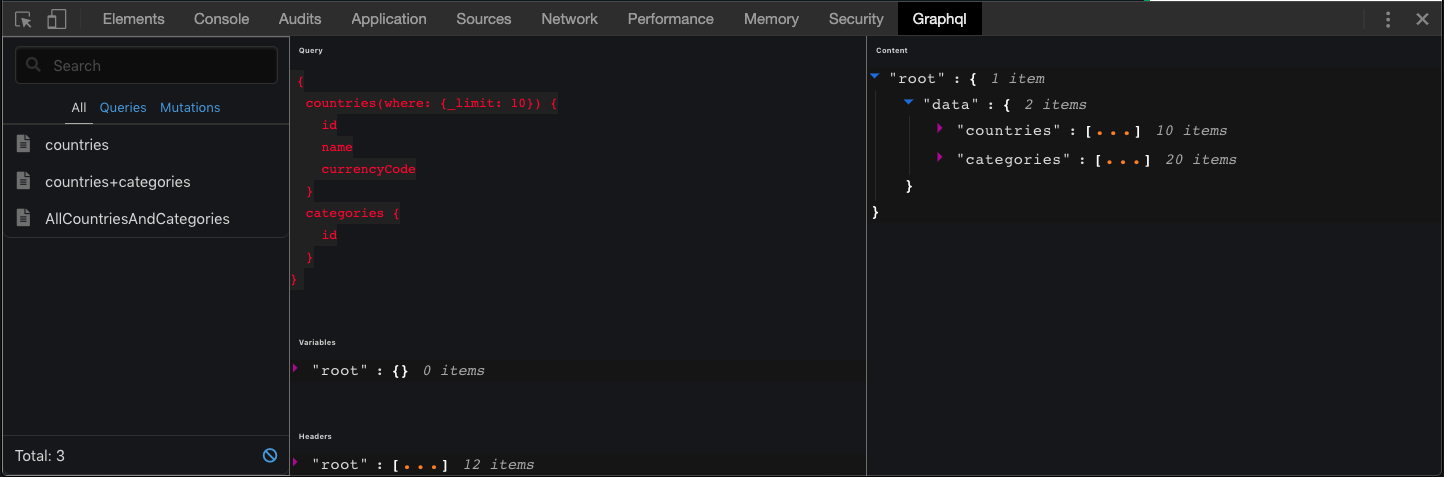 Elements Console Audits Application Sources Network Performance Memory Security Graphql
Search
All Queries Mutations
countries
countries+categories
AllCountriesAndCategories
Total: 3
Query
{
countries(where: {_limit: 10}) {
id
name
currencyCode
}
categories {
id
}
}
Variables
"root" : {} 0 items
Headers
"root" : [...] 12 items
Content
"root" : { 1 item
"data" : { 2 items
"countries" : [...] 10 items
"categories" : [...] 20 items
}
}